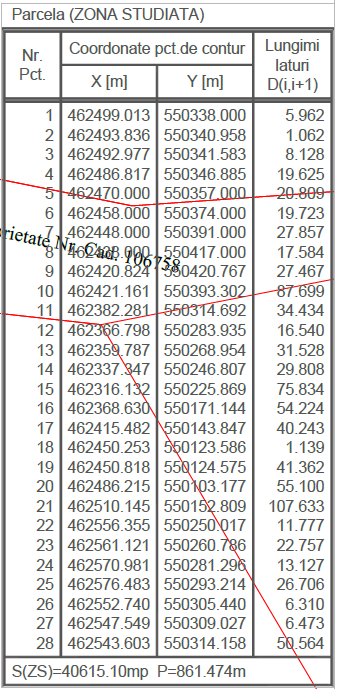 Parcela (ZONA STUDIATA)
Nr. Pct. Coordonate pct.de contur Lungimi laturi D(i,i+1)
X [m] Y [m]
1 462499.013 550338.000 5.962
2 462493.836 550340.958 1.062
3 462492.977 550341.583 8.128
4 462486.817 550346.885 19.625
5 462470.000 550357.000 20.809
6 462458.000 550374.000 19.723
7 462448.000 550391.000 27.857
8 462438.000 550417.000 17.584
9 462420.824 550420.767 27.467
10 462421.161 550393.302 87.699
11 462382.281 550314.692 34.434
12 462366.798 550283.935 16.540
13 462359.787 550268.954 31.528
14 462337.347 550246.807 29.808
15 462316.132 550225.869 75.834
16 462368.630 550171.144 54.224
17 462415.482 550143.847 40.243
18 462450.253 550123.586 1.139
19 462450.818 550124.575 41.362
20 462486.215 550103.177 55.100
21 462510.145 550152.809 107.633
22 462556.355 550250.017 11.777
23 462561.121 550260.786 22.757
24 462570.981 550281.296 13.127
25 462576.483 550293.214 26.706
26 462552.740 550305.440 6.310
27 462547.549 550309.027 6.473
28 462543.603 550314.158 50.564
S(ZS)=40615.10mp P=861.474m
rietate Nr. Cad. 106758